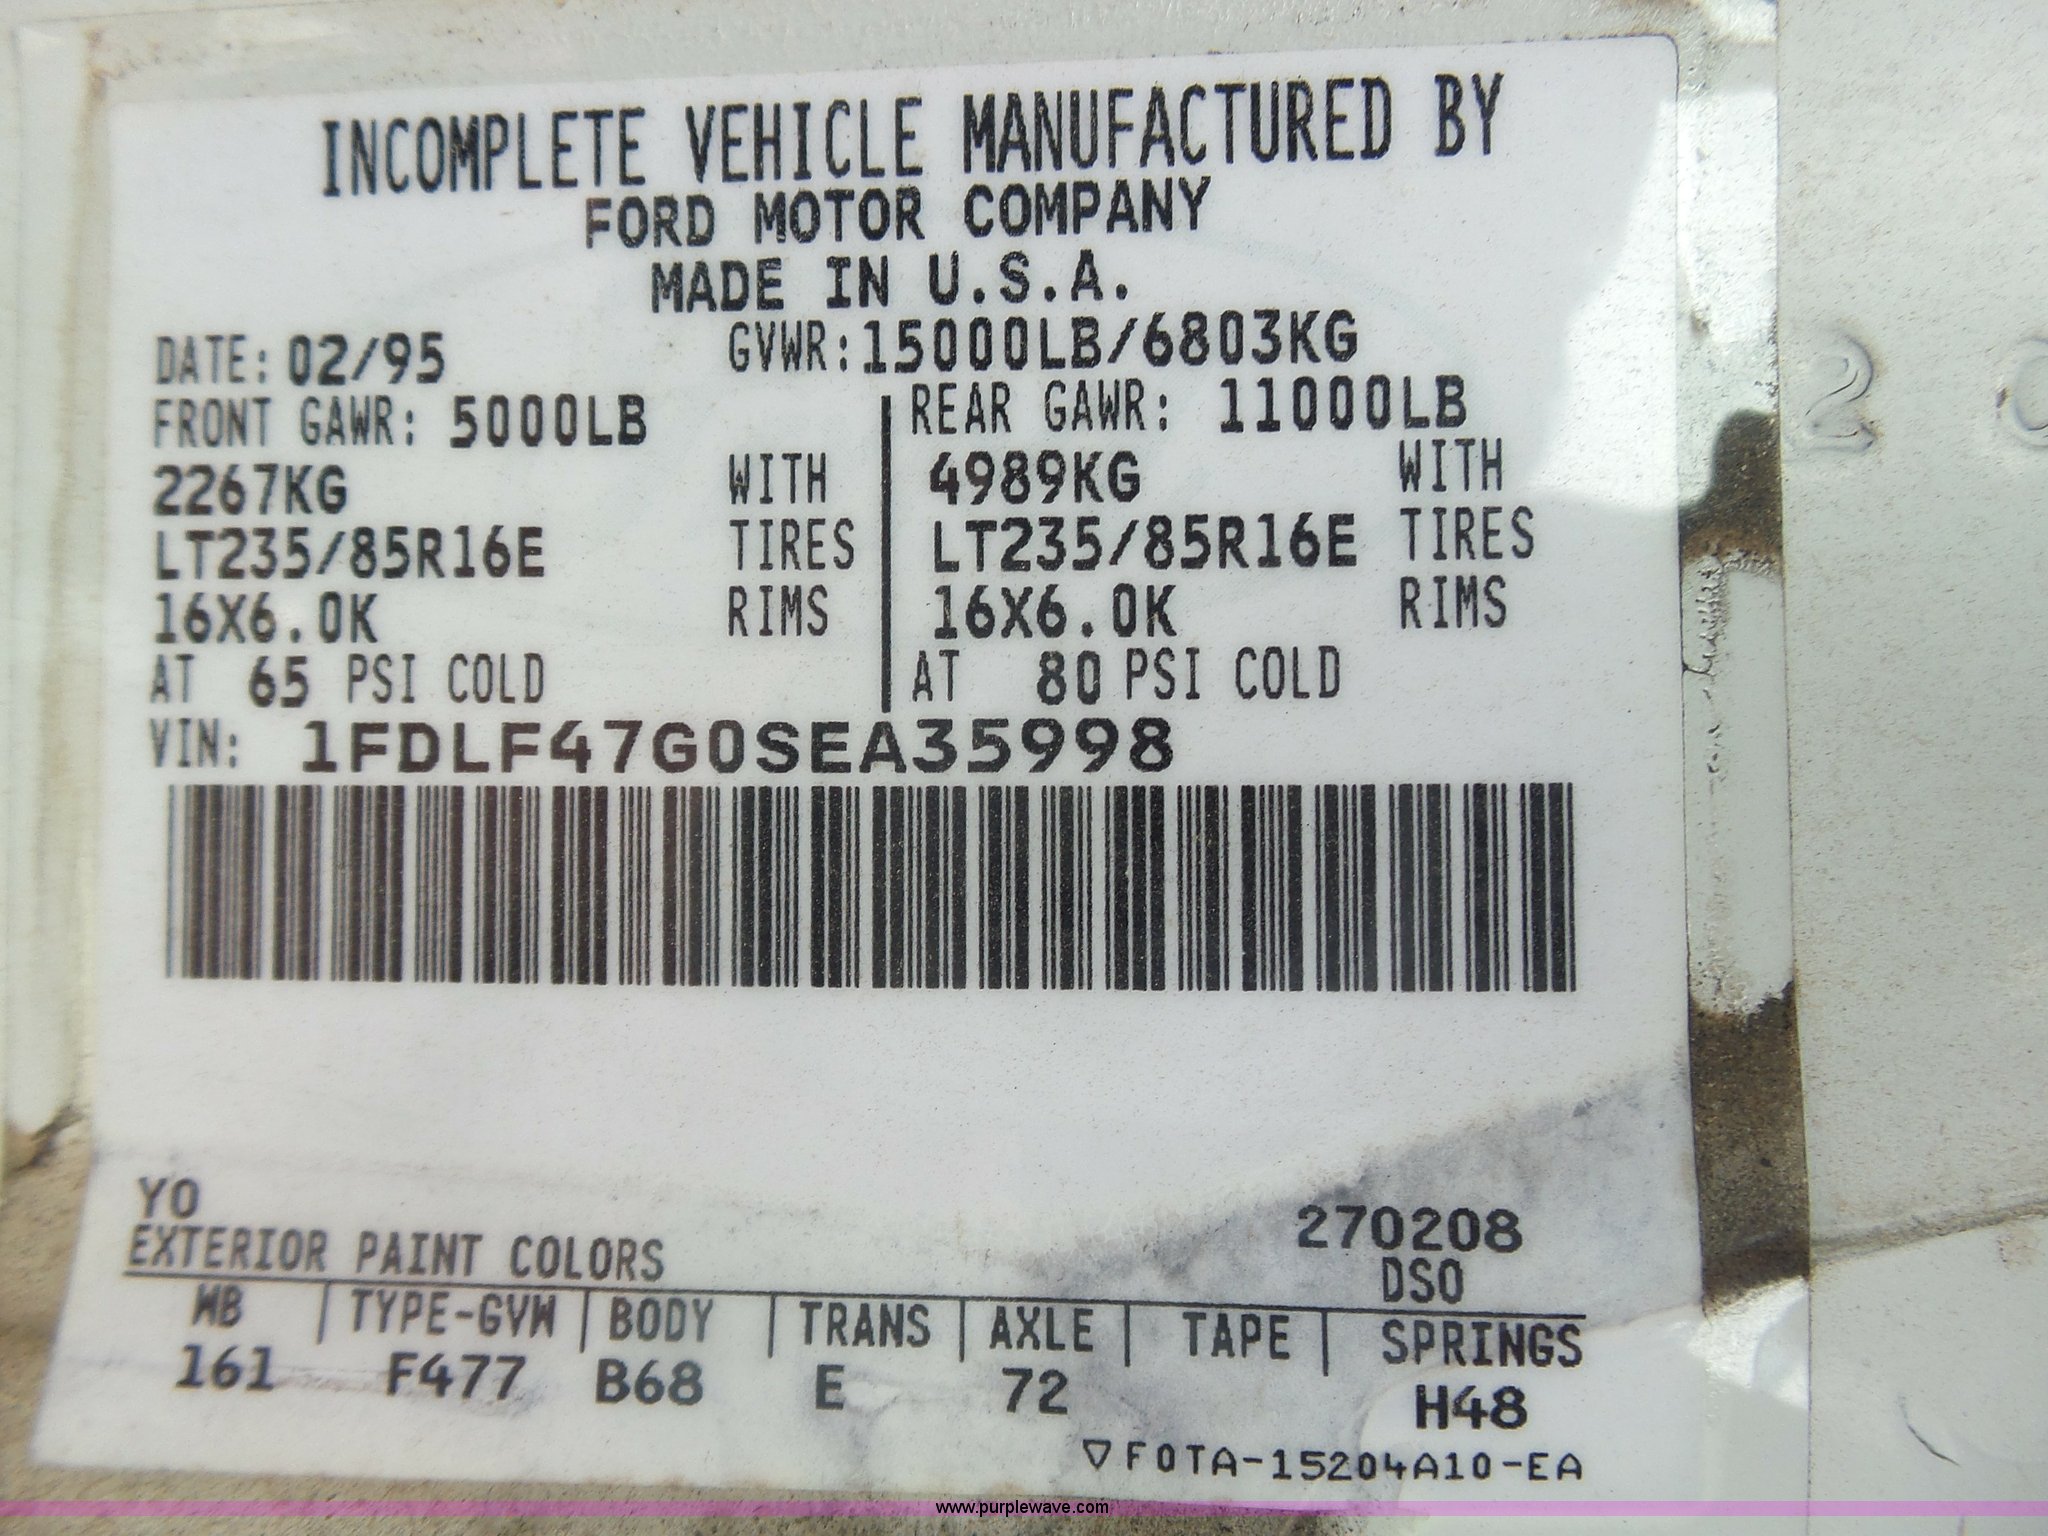 INCOMPLETE VEHICLE MANUFACTURED BY
FORD MOTOR COMPANY
MADE IN U.S.A.
DATE: 02/95 GVWR: 15000LB/6803KG
FRONT GAWR: 5000LB REAR GAWR: 11000LB
2267KG WITH 4989KG WITH
LT235/85R16E TIRES LT235/85R16E TIRES
16X6.0K RIMS 16X6.0K RIMS
AT 65 PSI COLD AT 80 PSI COLD
VIN: 1FDLF47G0SEA35998
YO
EXTERIOR PAINT COLORS
270208
DSO
WB TYPE-GVW BODY TRANS AXLE TAPE SPRINGS
161 F477 B68 E 72 H48
F0TA-15204A10-EA
2
www.purplewave.com